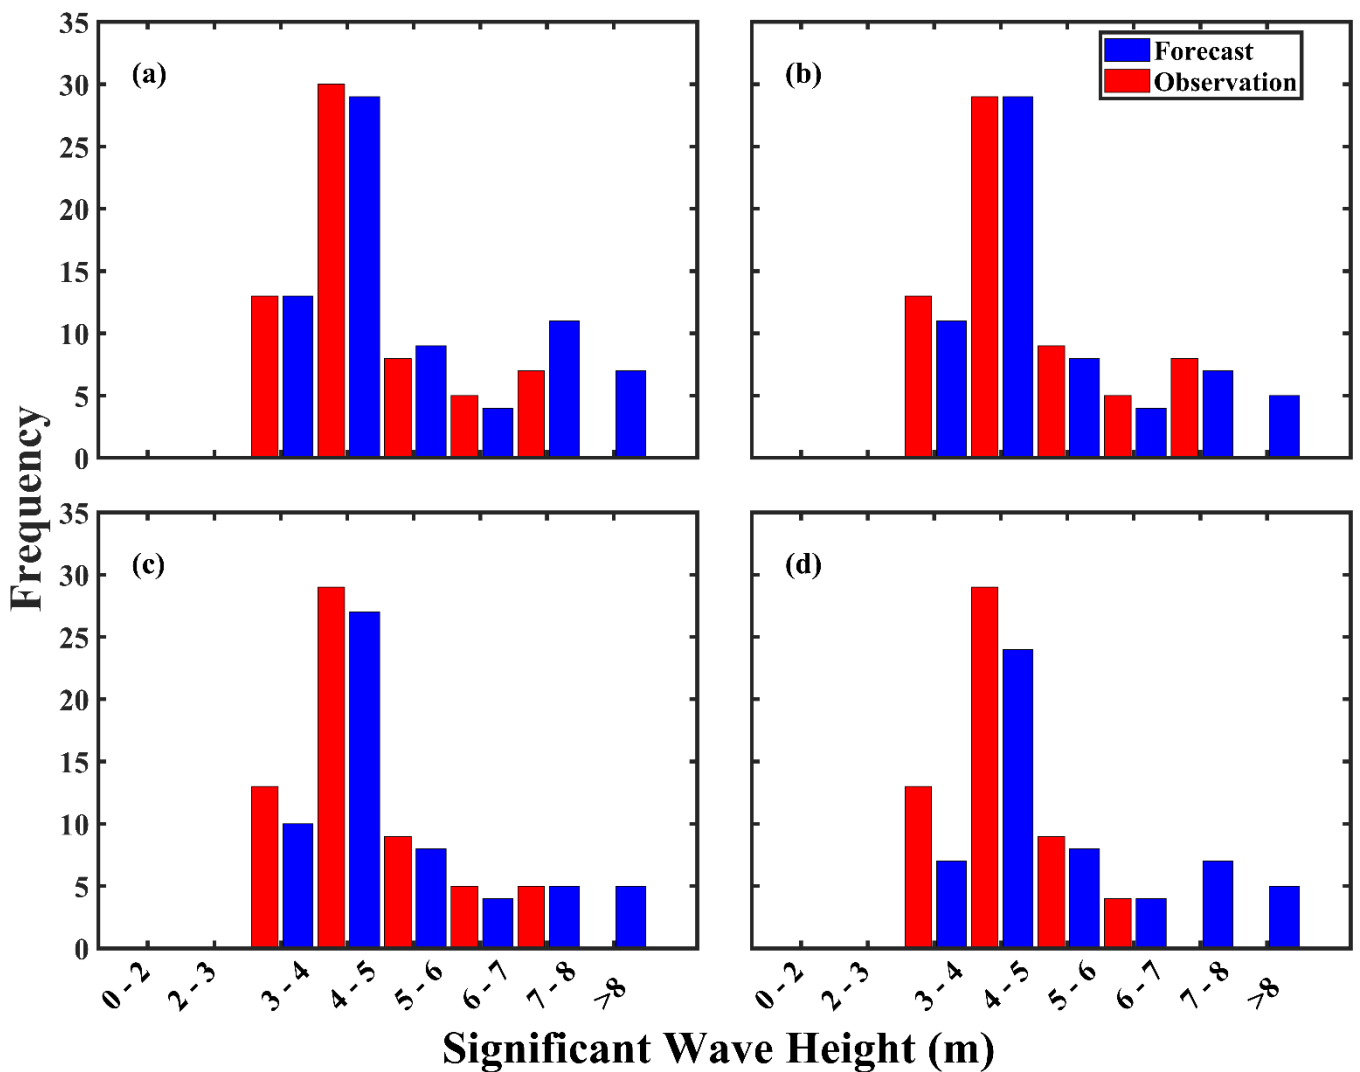 35
30
25
20
15
10
5
0
(a)
(b)
Forecast
Observation
35
30
25
20
15
10
5
0
(c)
(d)
Frequency
0 - 2
2 - 3
3 - 4
4 - 5
5 - 6
6 - 7
7 - 8
>8
0 - 2
2 - 3
3 - 4
4 - 5
5 - 6
6 - 7
7 - 8
>8
Significant Wave Height (m)